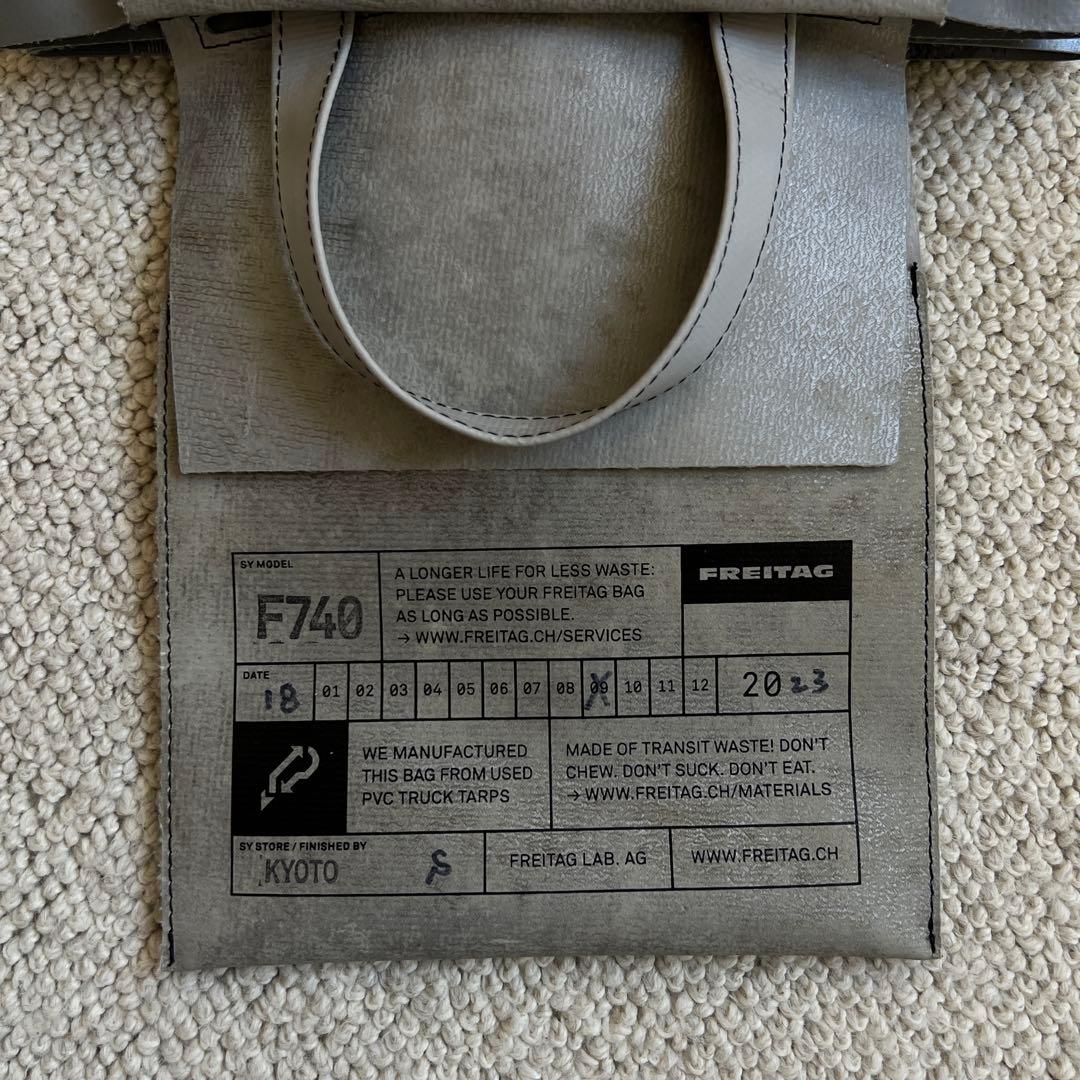 SY MODEL
F740
A LONGER LIFE FOR LESS WASTE:
PLEASE USE YOUR FREITAG BAG
AS LONG AS POSSIBLE.
→ WWW.FREITAG.CH/SERVICES
FREITAG
DATE
18 01 02 03 04 05 06 07 08 09 10 11 12 2023
WE MANUFACTURED
THIS BAG FROM USED
PVC TRUCK TARPS
MADE OF TRANSIT WASTE! DON'T
CHEW. DON'T SUCK. DON'T EAT.
→ WWW.FREITAG.CH/MATERIALS
SY STORE / FINISHED BY
KYOTO
FREITAG LAB. AG
WWW.FREITAG.CH